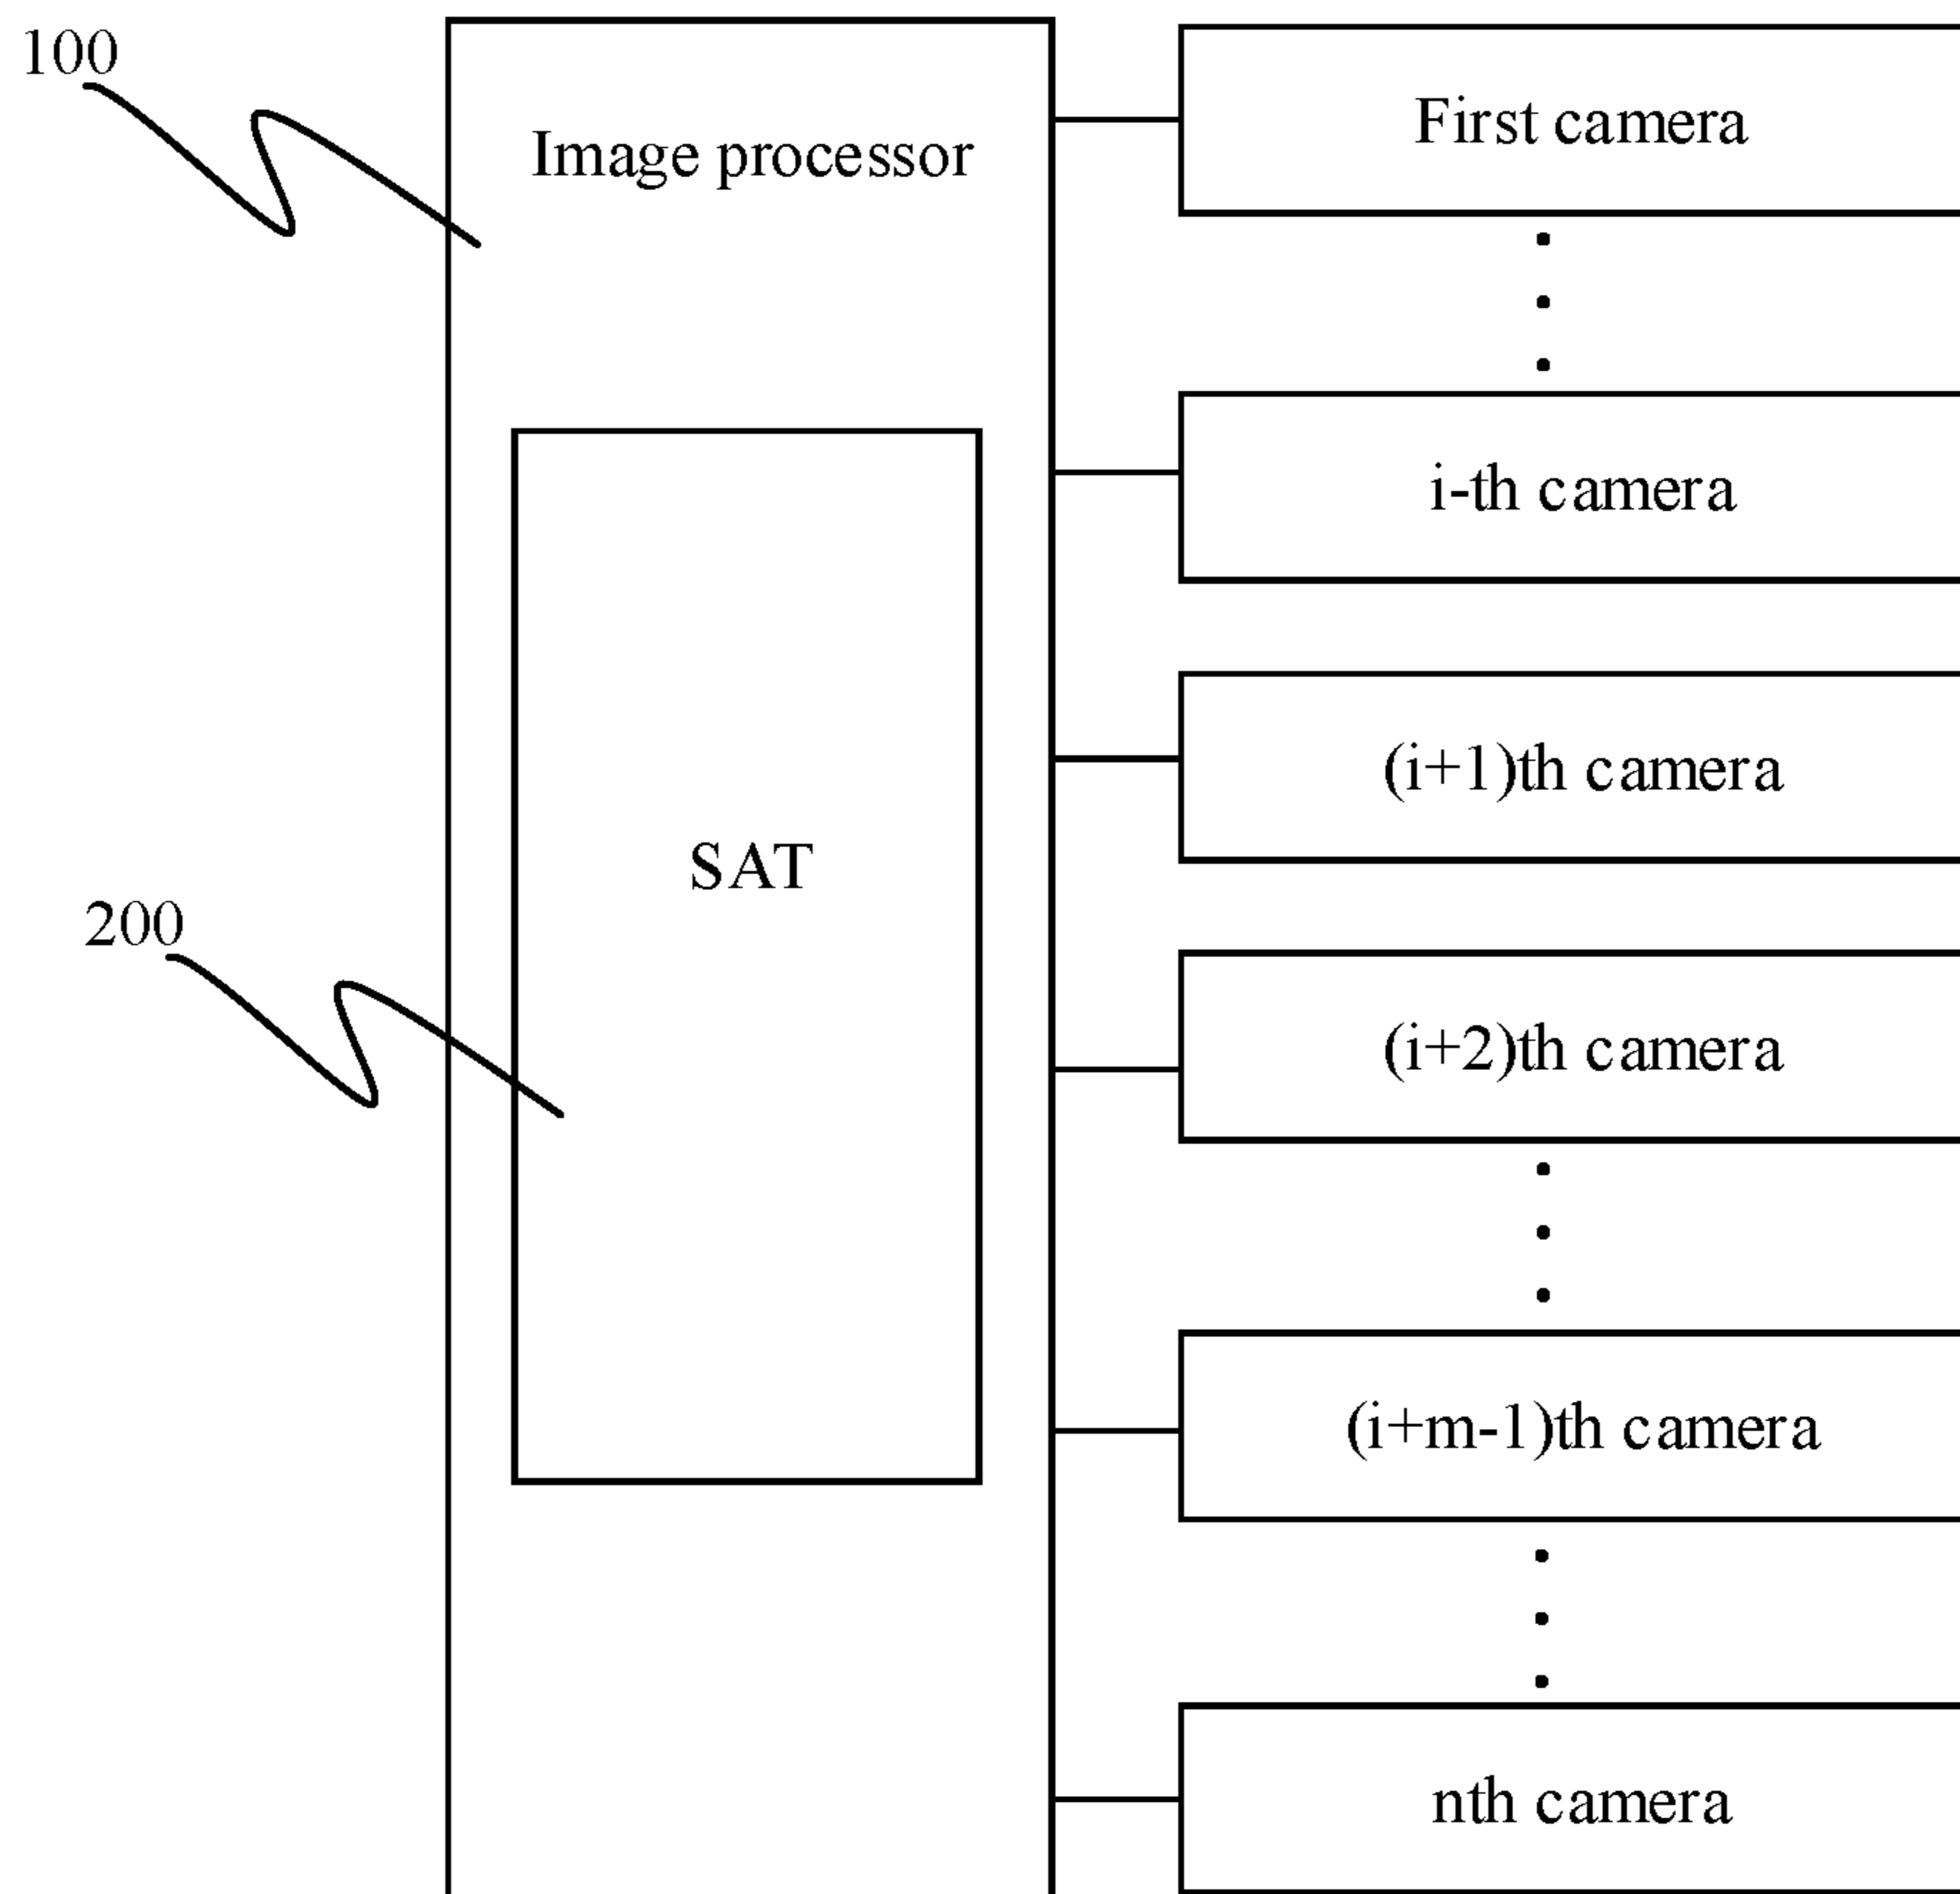 100
Image processor
First camera
i-th camera
(i+1)th camera
SAT
200
(i+2)th camera
(i+m-1)th camera
nth camera